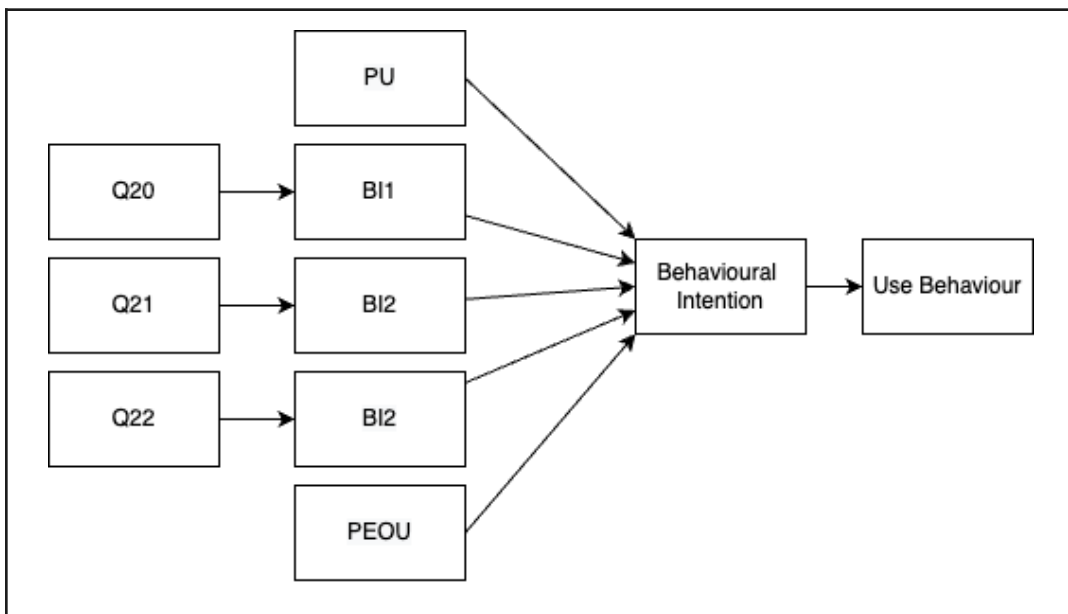 PU
Q20
BI1
Q21
BI2
Behavioural
Intention
Use Behaviour
Q22
BI2
PEOU